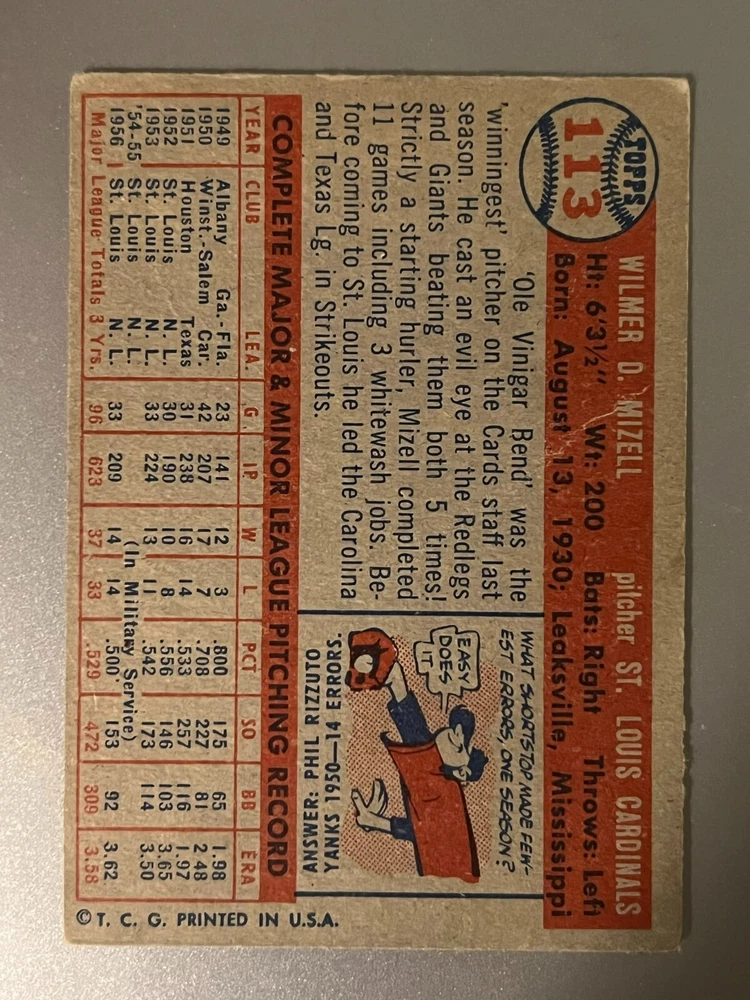 TOPPS
113
WILMER D. MIZELL pitcher ST. LOUIS CARDINALS
Ht: 6'3½" Wt: 200 Bats: Right Throws: Left
Born: August 13, 1930; Leaksville, Mississippi
'Ole Vinigar Bend' was the
'winningest' pitcher on the Cards staff last
season. He cast an evil eye at the Redlegs
and Giants beating them both 5 times!
Strictly a starting hurler, Mizell completed
11 games including 3 whitewash jobs. Be-
fore coming to St. Louis he led the Carolina
and Texas Lg. in Strikeouts.
WHAT SHORTSTOP MADE FEW-
EST ERRORS, ONE SEASON?
EASY
DOES
IT
ANSWER: PHIL RIZZUTO
YANKS 1950—14 ERRORS.
COMPLETE MAJOR & MINOR LEAGUE PITCHING RECORD
YEAR CLUB LEA. G IP W L PCT SO BB ERA
1949 Albany Ga.-Fla. 23 141 12 3 .800 175 65 1.98
1950 Winst.-Salem Car. 42 207 17 7 .708 227 81 2.48
1951 Houston Texas 31 238 16 14 .533 257 116 1.97
1952 St. Louis N. L. 30 190 10 8 .556 146 103 3.65
1953 St. Louis N. L. 33 224 13 11 .542 173 114 3.50
'54-55 St. Louis N. L. (In Military Service)
1956 St. Louis N. L. 33 209 14 14 .500 153 92 3.62
Major League Totals 3 Yrs. 96 623 37 33 .529 472 309 3.58
© T. C. G. PRINTED IN U.S.A.